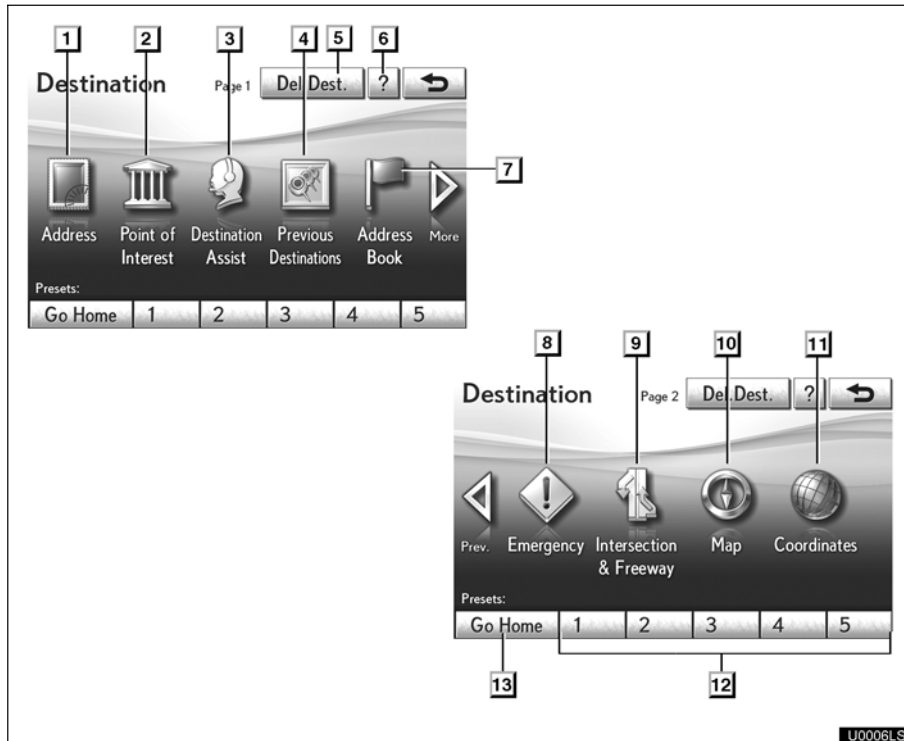 1 2 3 4 5 6
Destination Page 1 Del.Dest. ?
7
Address Point of Interest Destination Assist Previous Destinations Address Book More
Presets:
Go Home 1 2 3 4 5
8 9 10 11
Destination Page 2 Del.Dest. ?
Prev. Emergency Intersection & Freeway Map Coordinates
Presets:
Go Home 1 2 3 4 5
13 12
U0006LS